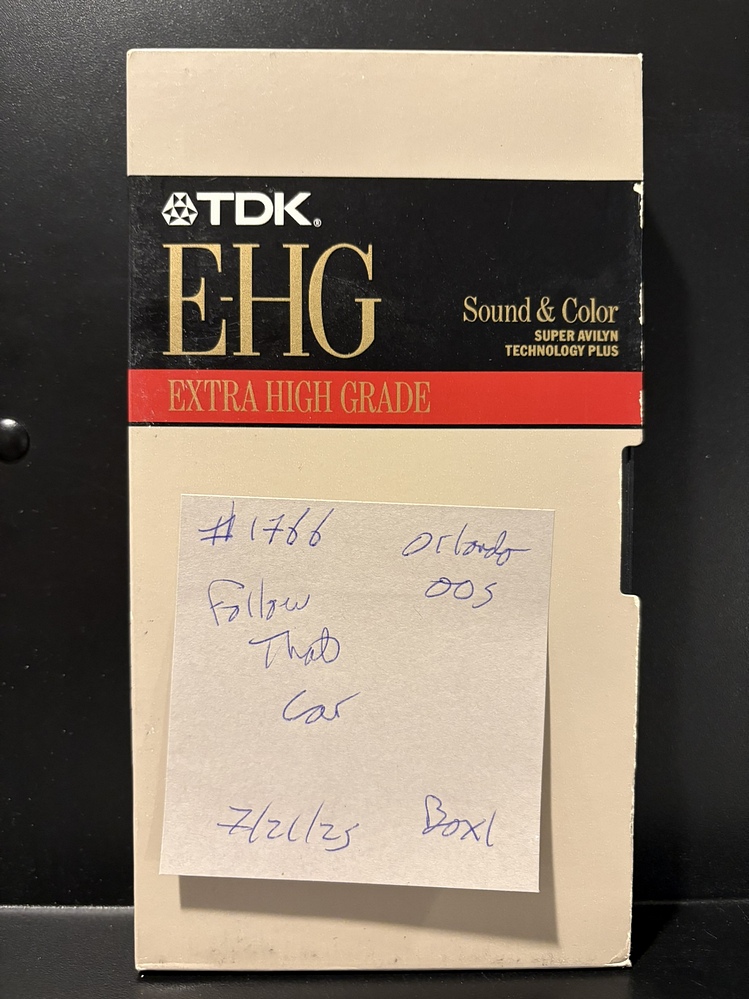 TDK®
E-HG
Sound & Color
SUPER AVILYN
TECHNOLOGY PLUS
EXTRA HIGH GRADE
#1766 Orlando
00s
Follow
That
Car
7/21/25 Box1